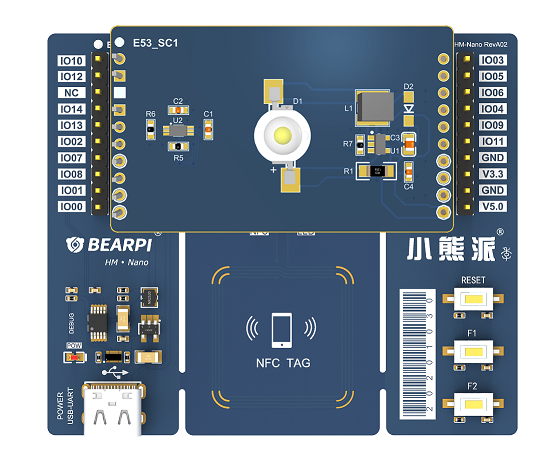 E53_SC1
HM-Nano RevA02
IO10
IO12
NC
IO14
IO13
IO02
IO07
IO08
IO01
IO00
IO03
IO05
IO06
IO04
IO09
IO11
GND
V3.3
GND
V5.0
C2
R6
U2
C1
R5
D1
+
L1
D2
R7
C3
U1
R1
C4
BEARPI
HM • Nano
小熊派®
DEBUG
POW
POWER
USB-UART
NFC TAG
RESET
F1
F2